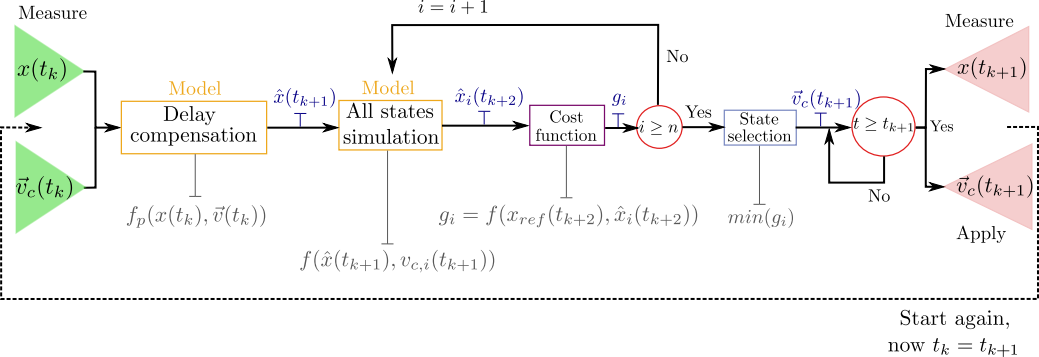 Measure
x(t_k)
v⃗_c(t_k)
Model
Delay
compensation
f_p(x(t_k), v⃗(t_k))
x̂(t_{k+1})
i = i + 1
Model
All states
simulation
f(x̂(t_{k+1}), v_{c,i}(t_{k+1}))
x̂_i(t_{k+2})
Cost
function
g_i = f(x_{ref}(t_{k+2}), x̂_i(t_{k+2}))
g_i
No
i ≥ n
Yes
State
selection
min(g_i)
v⃗_c(t_{k+1})
t ≥ t_{k+1}
Yes
No
Measure
x(t_{k+1})
v⃗_c(t_{k+1})
Apply
Start again,
now t_k = t_{k+1}